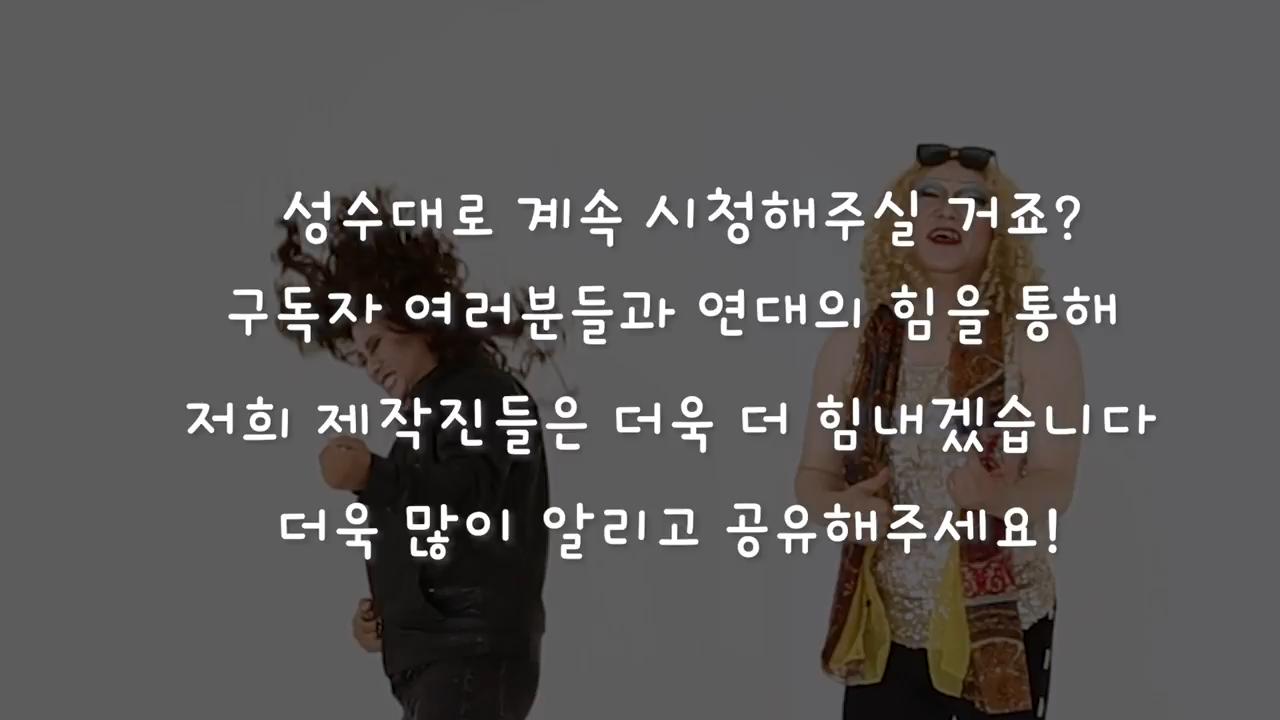 성수대로 계속 시청해주실 거죠?
구독자 여러분들과 연대의 힘을 통해
저희 제작진들은 더욱 더 힘내겠습니다
더욱 많이 알리고 공유해주세요!